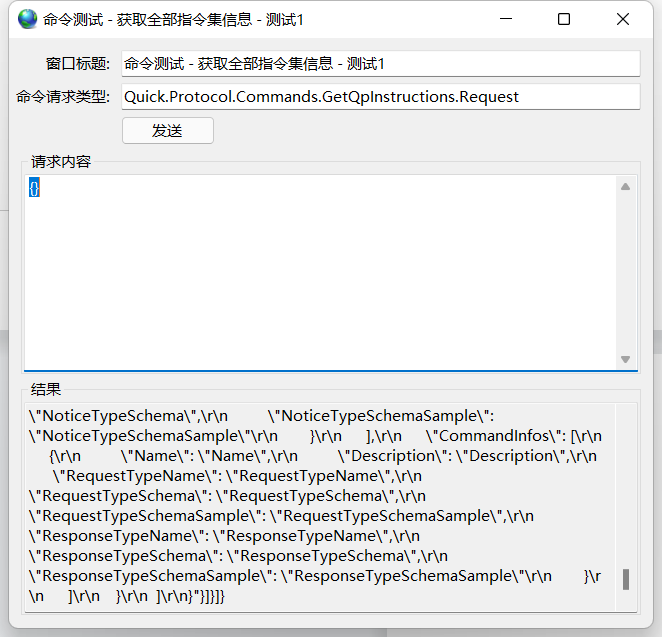 命令测试 - 获取全部指令集信息 - 测试1
窗口标题: 命令测试 - 获取全部指令集信息 - 测试1
命令请求类型: Quick.Protocol.Commands.GetQpInstructions.Request
发送
请求内容
{}
结果
\"NoticeTypeSchema\",\r\n        \"NoticeTypeSchemaSample\":
\"NoticeTypeSchemaSample\"\r\n      }\r\n    ],\r\n    \"CommandInfos\": [\r\n
{\r\n        \"Name\": \"Name\",\r\n        \"Description\": \"Description\",\r\n
\"RequestTypeName\": \"RequestTypeName\",\r\n
\"RequestTypeSchema\": \"RequestTypeSchema\",\r\n
\"RequestTypeSchemaSample\": \"RequestTypeSchemaSample\",\r\n
\"ResponseTypeName\": \"ResponseTypeName\",\r\n
\"ResponseTypeSchema\": \"ResponseTypeSchema\",\r\n
\"ResponseTypeSchemaSample\": \"ResponseTypeSchemaSample\"\r\n      }\r
\n    ]\r\n    }\r\n  ]\r\n}"}]}]}